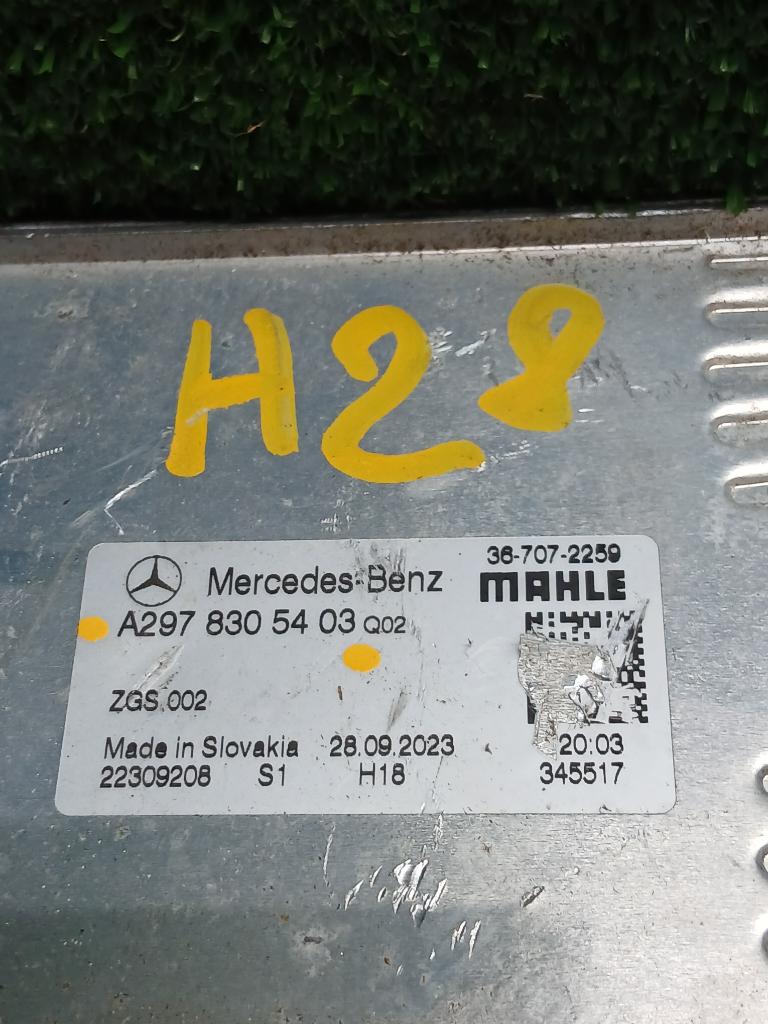 H28
36-707-2259
Mercedes-Benz MAHLE
A297 830 54 03 Q02
ZGS 002
Made in Slovakia 28.09.2023 20:03
22309208 S1 H18 345517